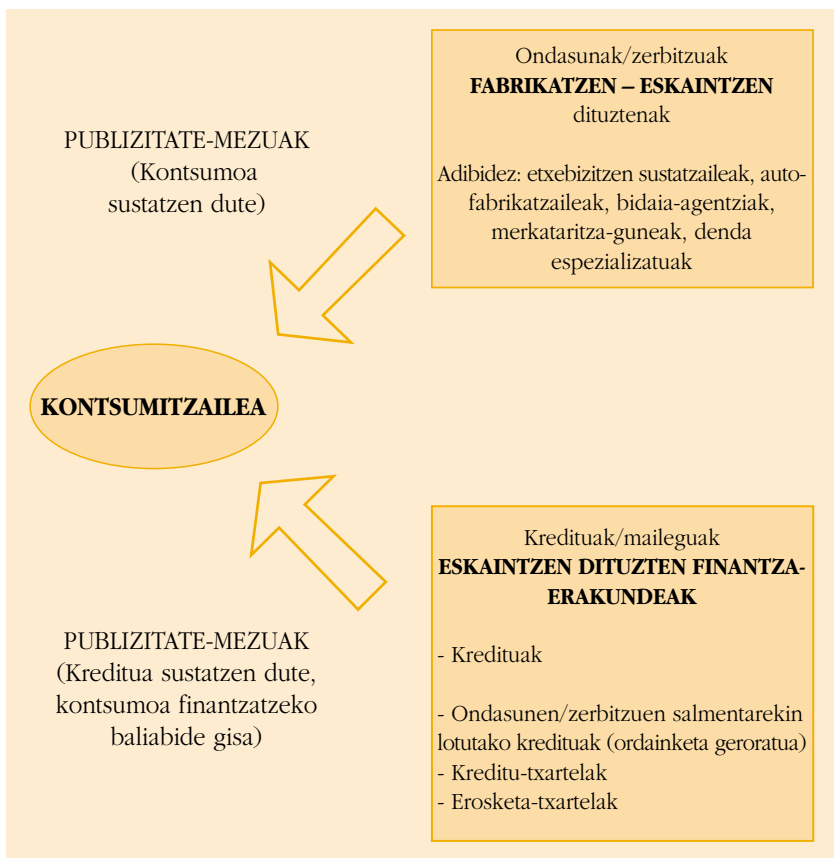 Ondasunak/zerbitzuak
FABRIKATZEN – ESKAINTZEN
dituztenak
Adibidez: etxebizitzen sustatzaileak, auto-
fabrikatzaileak, bidaia-agentziak,
merkataritza-guneak, denda
espezializatuak
PUBLIZITATE-MEZUAK
(Kontsumoa
sustatzen dute)
KONTSUMITZAILEA
Kredituak/maileguak
ESKAINTZEN DITUZTEN FINANTZA-
ERAKUNDEAK
- Kredituak
- Ondasunen/zerbitzuen salmentarekin
lotutako kredituak (ordainketa geroratua)
- Kreditu-txartelak
- Erosketa-txartelak
PUBLIZITATE-MEZUAK
(Kreditua sustatzen dute,
kontsumoa finantzatzeko
baliabide gisa)